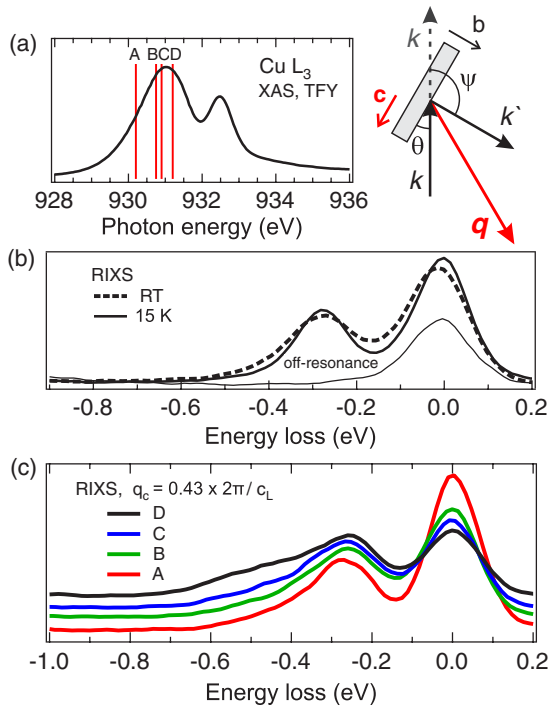 (a)
A BCD
Cu L3
XAS, TFY
928 930 932 934 936
Photon energy (eV)
k
b
c
ψ
θ
k`
k
q
(b)
RIXS
RT
15 K
off-resonance
-0.8 -0.6 -0.4 -0.2 0.0 0.2
Energy loss (eV)
(c)
RIXS, qc = 0.43 x 2π / cL
D
C
B
A
-1.0 -0.8 -0.6 -0.4 -0.2 0.0 0.2
Energy loss (eV)